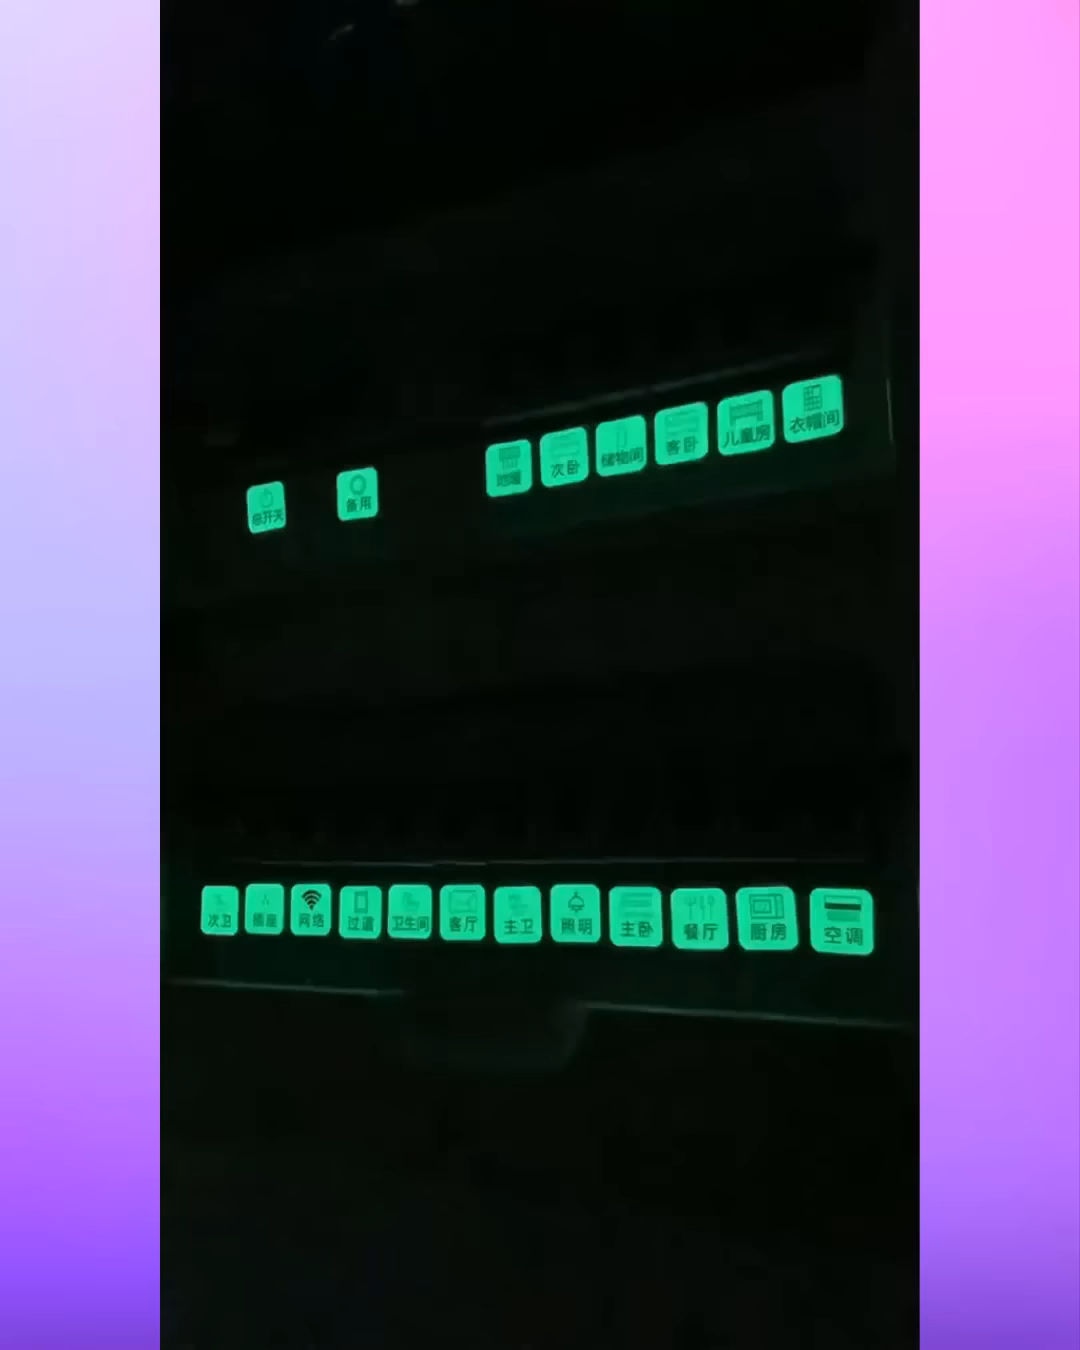 总开关
备用
地暖
次卧
储物间
客卧
儿童房
衣帽间
次卫
插座
网络
过道
卫生间
客厅
主卫
照明
主卧
餐厅
厨房
空调